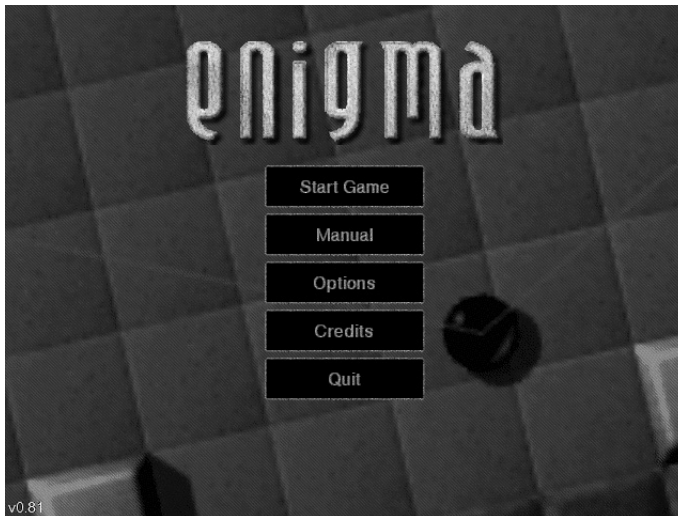 enigma
Start Game
Manual
Options
Credits
Quit
v0.81